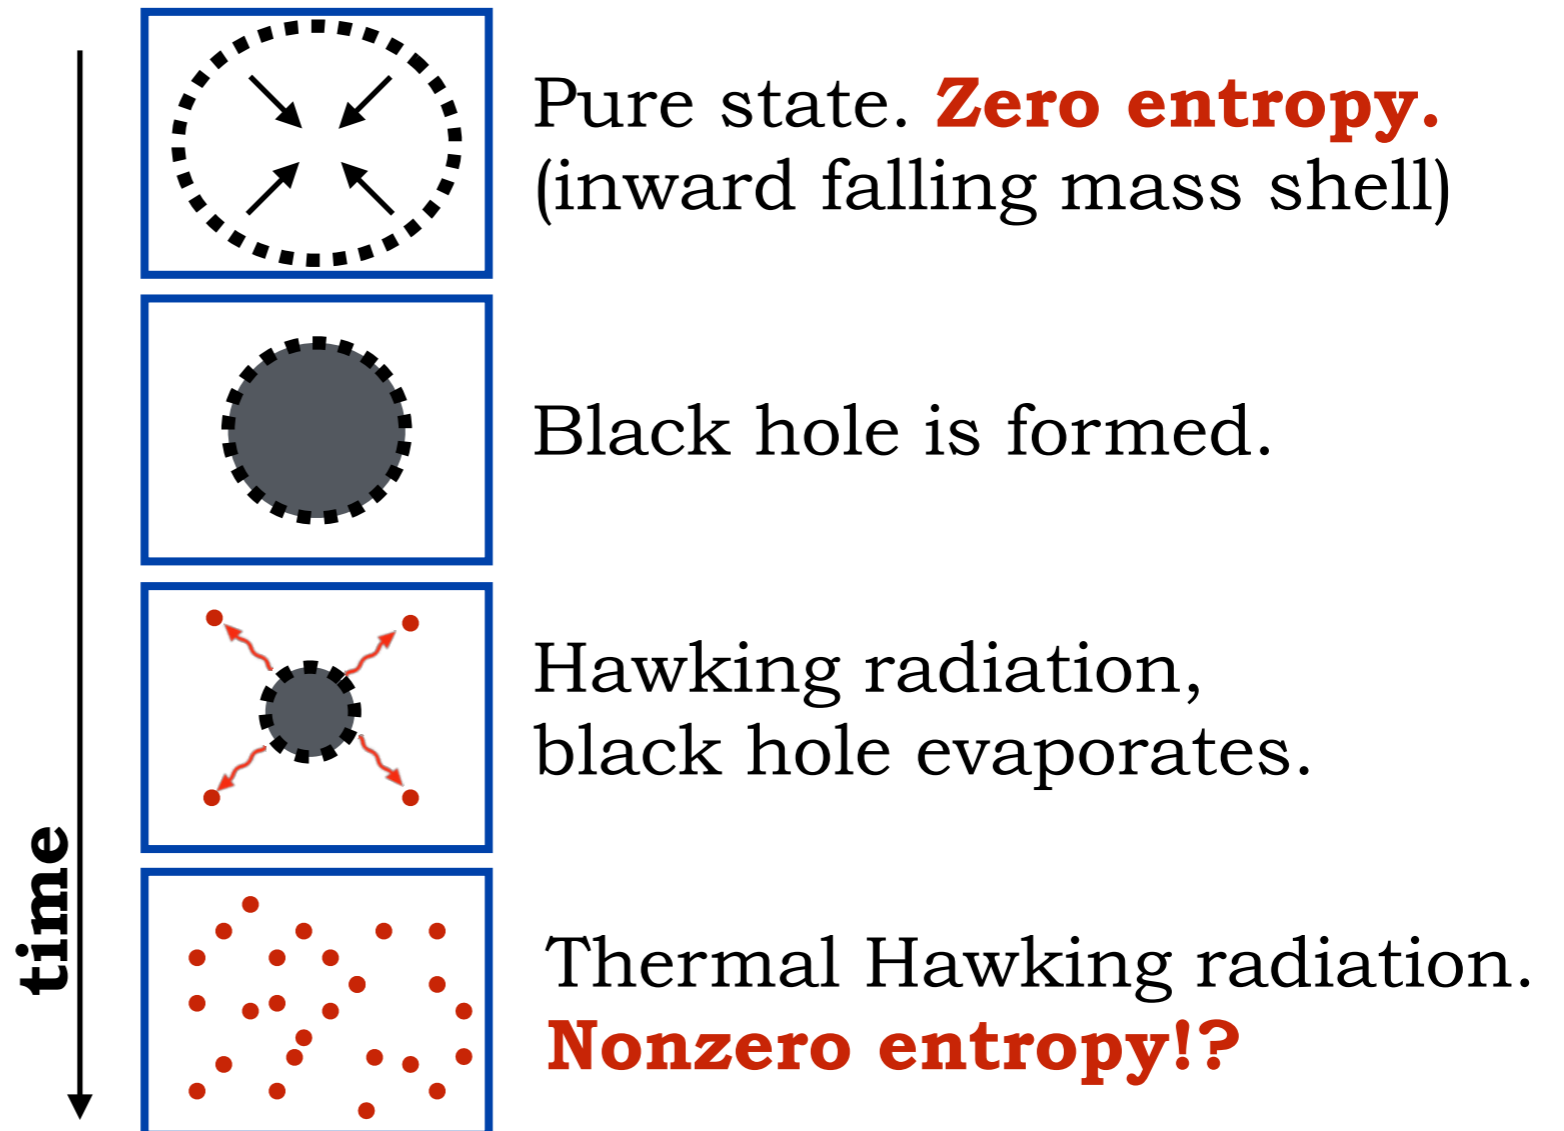 Pure state. Zero entropy.
(inward falling mass shell)
Black hole is formed.
Hawking radiation,
black hole evaporates.
time
Thermal Hawking radiation.
Nonzero entropy!?